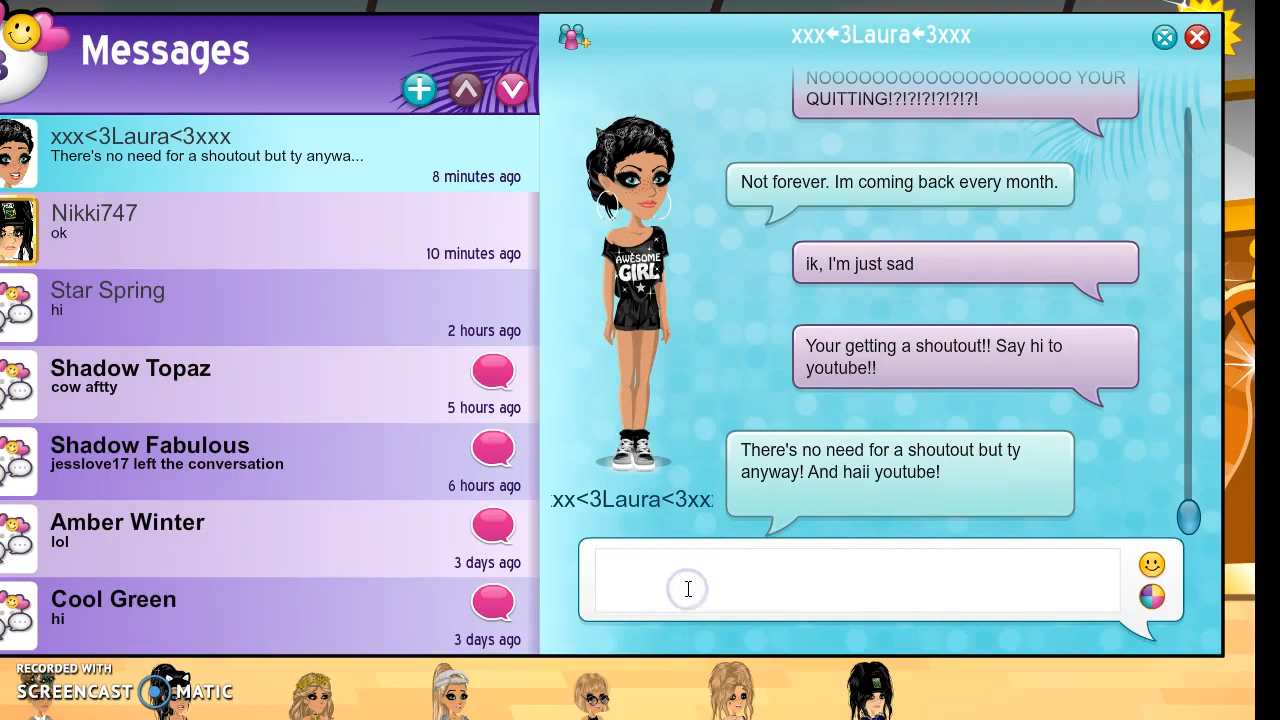 Messages
xxx<3Laura<3xxx
There's no need for a shoutout but ty anywa...
8 minutes ago
Nikki747
ok
10 minutes ago
Star Spring
hi
2 hours ago
Shadow Topaz
cow aftty
5 hours ago
Shadow Fabulous
jesslove17 left the conversation
6 hours ago
Amber Winter
lol
3 days ago
Cool Green
hi
3 days ago
xxx←3Laura←3xxx
NOOOOOOOOOOOOOOOOOOO YOUR
QUITTING!?!?!?!?!?!?!
Not forever. Im coming back every month.
ik, I'm just sad
Your getting a shoutout!! Say hi to
youtube!!
There's no need for a shoutout but ty
anyway! And haii youtube!
AWESOME
GIRL
xx<3Laura<3xx
RECORDED WITH
SCREENCAST MATIC